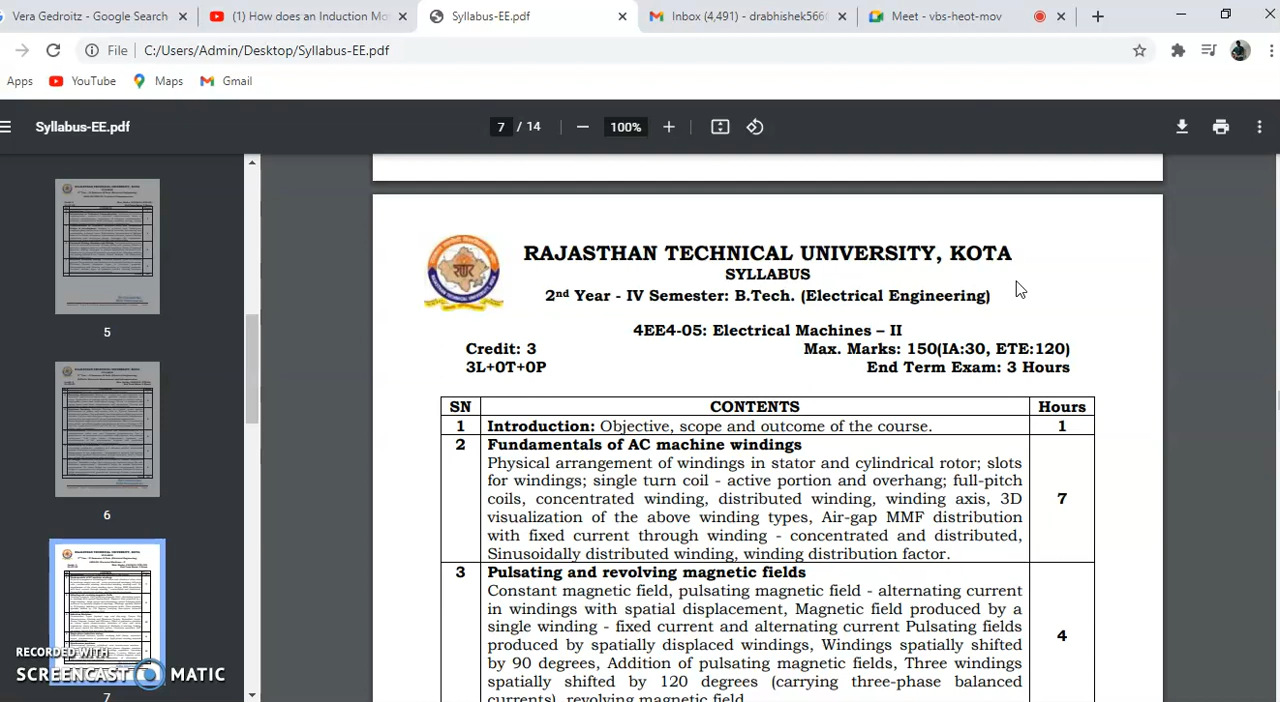 Vera Gedroitz - Google Search
(1) How does an Induction Mo
Syllabus-EE.pdf
Inbox (4,491) - drabhishek566
Meet - vbs-heot-mov
File
C:/Users/Admin/Desktop/Syllabus-EE.pdf
Apps
YouTube
Maps
Gmail
Syllabus-EE.pdf
7 / 14
100%
5
6
7
RAJASTHAN TECHNICAL UNIVERSITY, KOTA
SYLLABUS
2nd Year - IV Semester: B.Tech. (Electrical Engineering)
4EE4-05: Electrical Machines – II
Credit: 3
Max. Marks: 150(IA:30, ETE:120)
3L+0T+0P
End Term Exam: 3 Hours
SN CONTENTS Hours
1 Introduction: Objective, scope and outcome of the course. 1
2 Fundamentals of AC machine windings
Physical arrangement of windings in stator and cylindrical rotor; slots
for windings; single turn coil - active portion and overhang; full-pitch
coils, concentrated winding, distributed winding, winding axis, 3D
7
visualization of the above winding types, Air-gap MMF distribution
with fixed current through winding - concentrated and distributed,
Sinusoidally distributed winding, winding distribution factor.
3 Pulsating and revolving magnetic fields
Constant magnetic field, pulsating magnetic field - alternating current
in windings with spatial displacement, Magnetic field produced by a
single winding - fixed current and alternating current Pulsating fields
4
produced by spatially displaced windings, Windings spatially shifted
by 90 degrees, Addition of pulsating magnetic fields, Three windings
spatially shifted by 120 degrees (carrying three-phase balanced
currents), revolving magnetic field.
RECORDED WITH
SCREENCAST MATIC